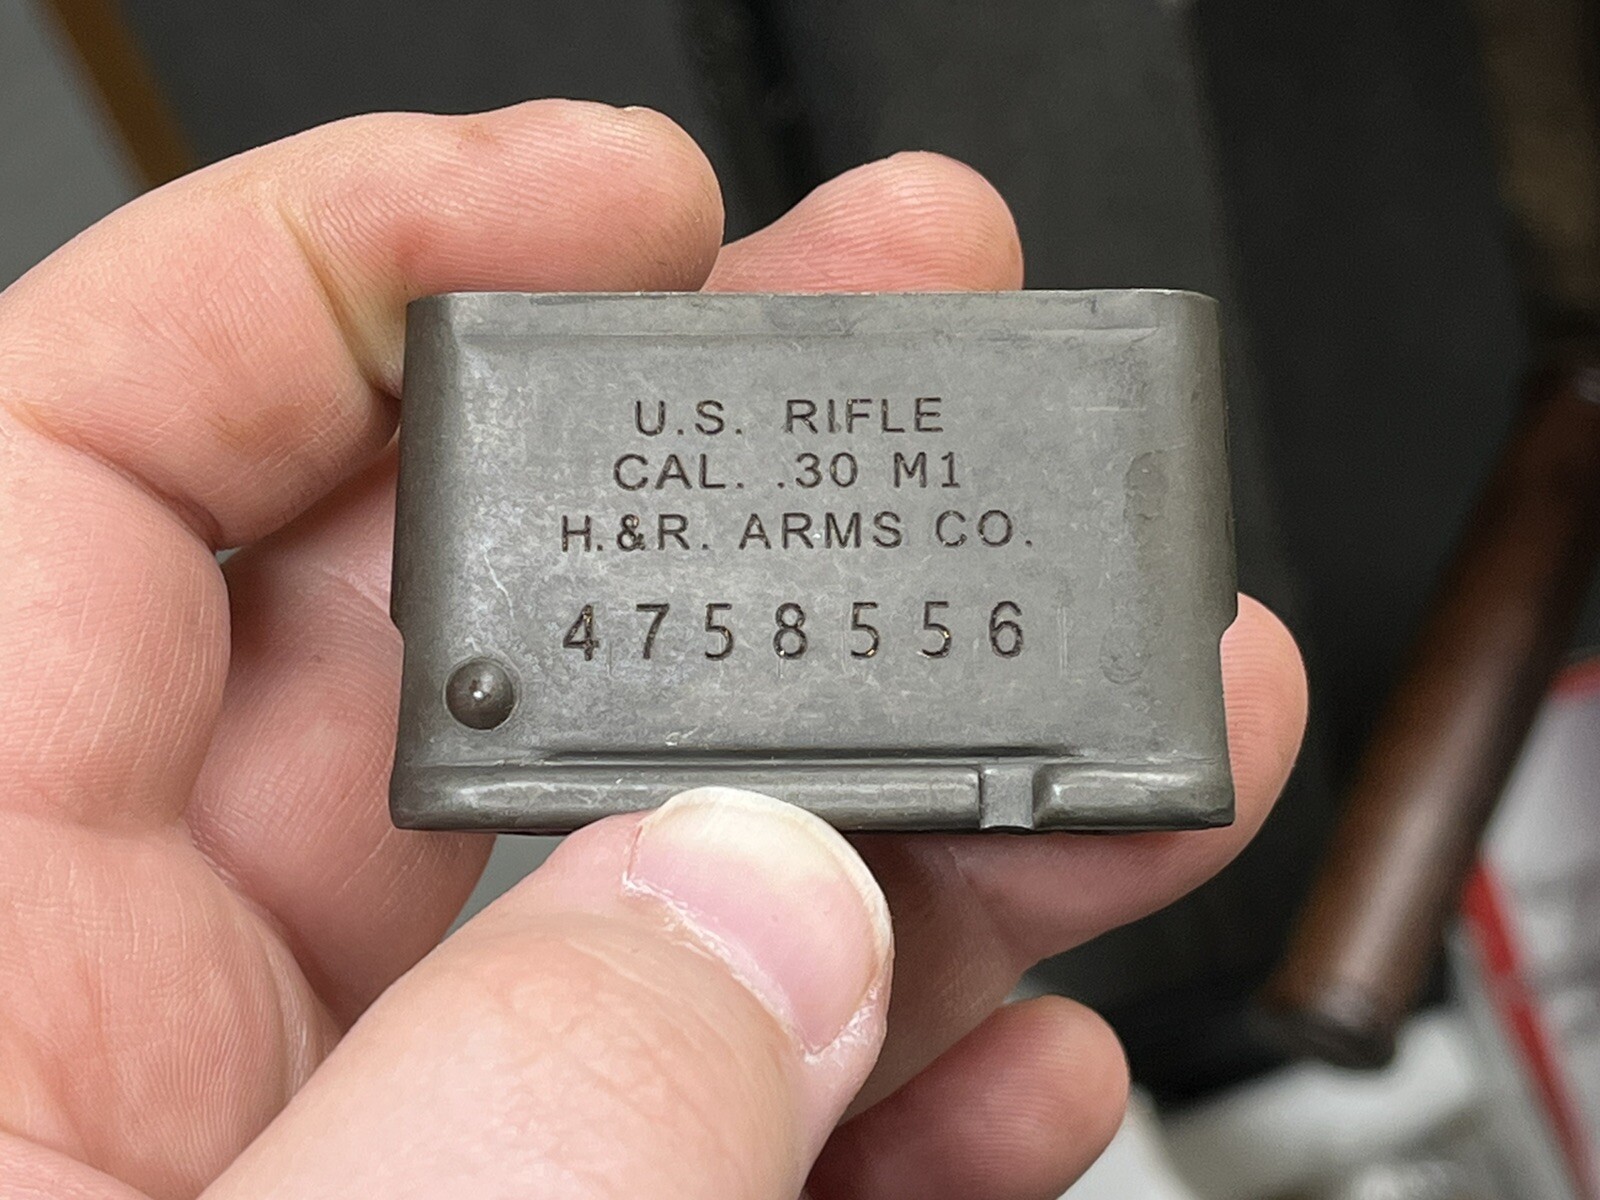 U.S. RIFLE
CAL. .30 M1
H.&R. ARMS CO.
4758556